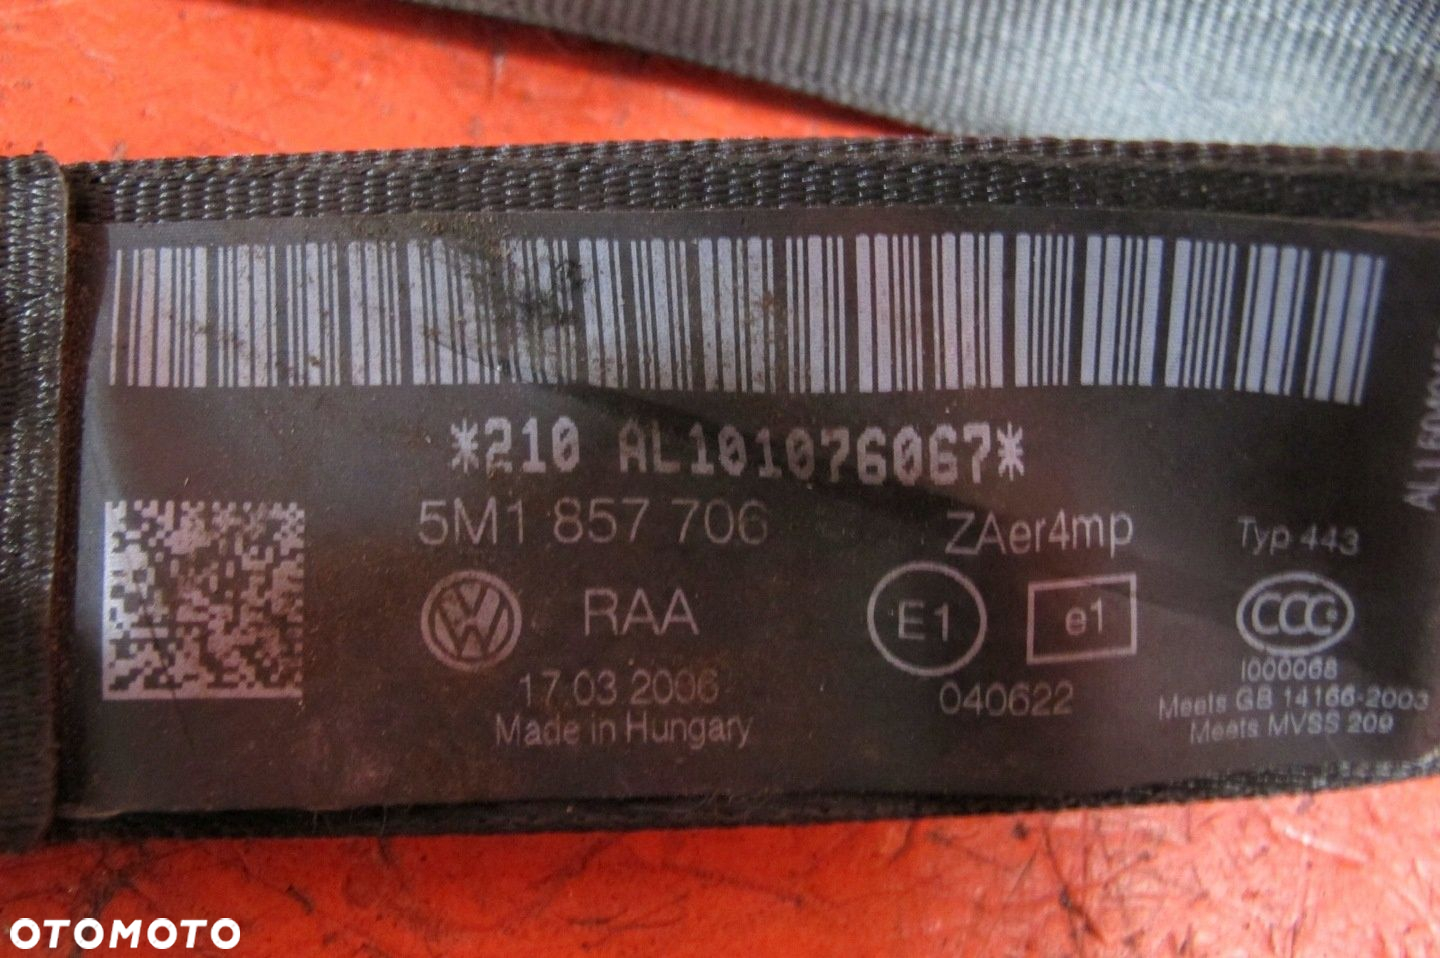 *210 AL101076067*
5M1 857 706
ZAer4mp
Typ 443
RAA
E1
e1
CCC
17.03 2006
040622
I000068
Made in Hungary
Meets GB 14166-2003
Meets MVSS 209
OTOMOTO